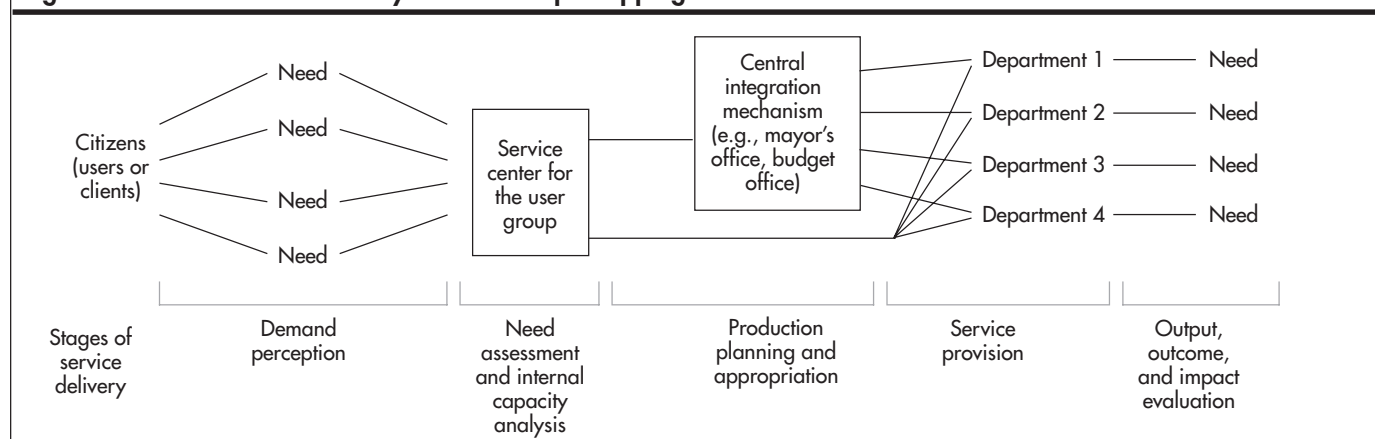 Need
Need
Need
Need
Citizens
(users or
clients)
Service
center for
the user
group
Central
integration
mechanism
(e.g., mayor's
office, budget
office)
Department 1
Department 2
Department 3
Department 4
Need
Need
Need
Need
Stages of
service
delivery
Demand
perception
Need
assessment
and internal
capacity
analysis
Production
planning and
appropriation
Service
provision
Output,
outcome,
and impact
evaluation